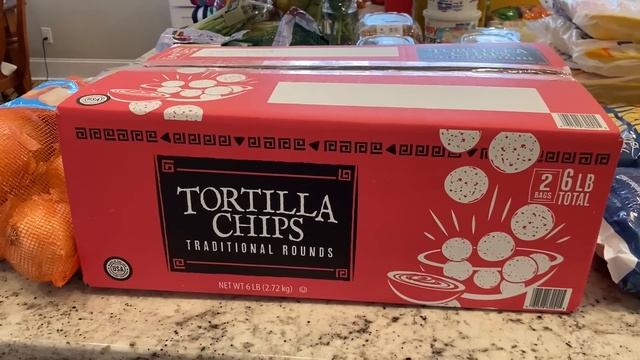 TORTILLA
CHIPS
TRADITIONAL ROUNDS
2
BAGS
6 LB
TOTAL
NET WT 6 LB (2.72 kg)
USA